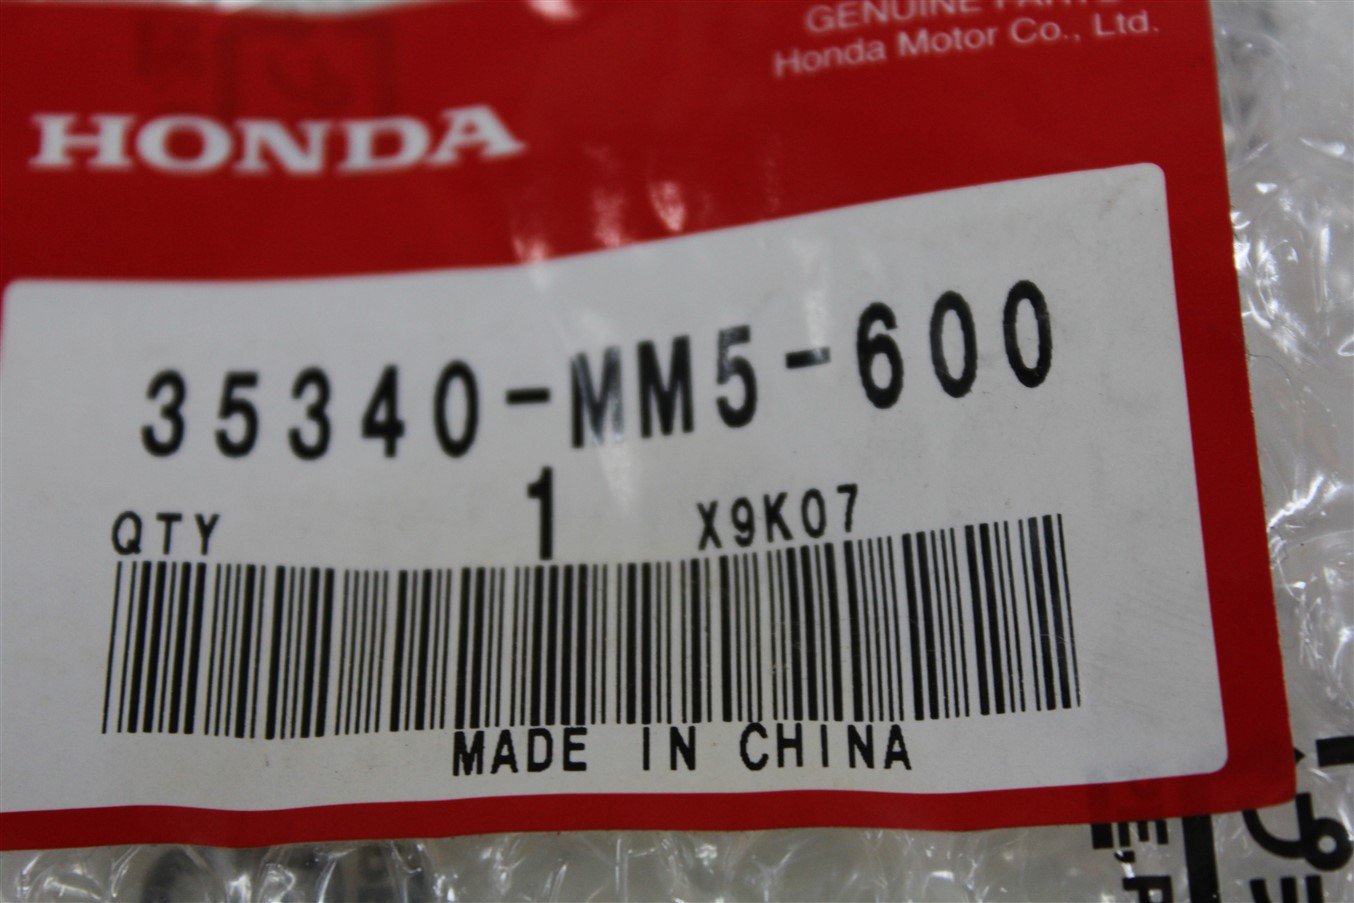 GENUINE PARTS
Honda Motor Co., Ltd.
HONDA
35340-MM5-600
QTY 1 X9K07
MADE IN CHINA